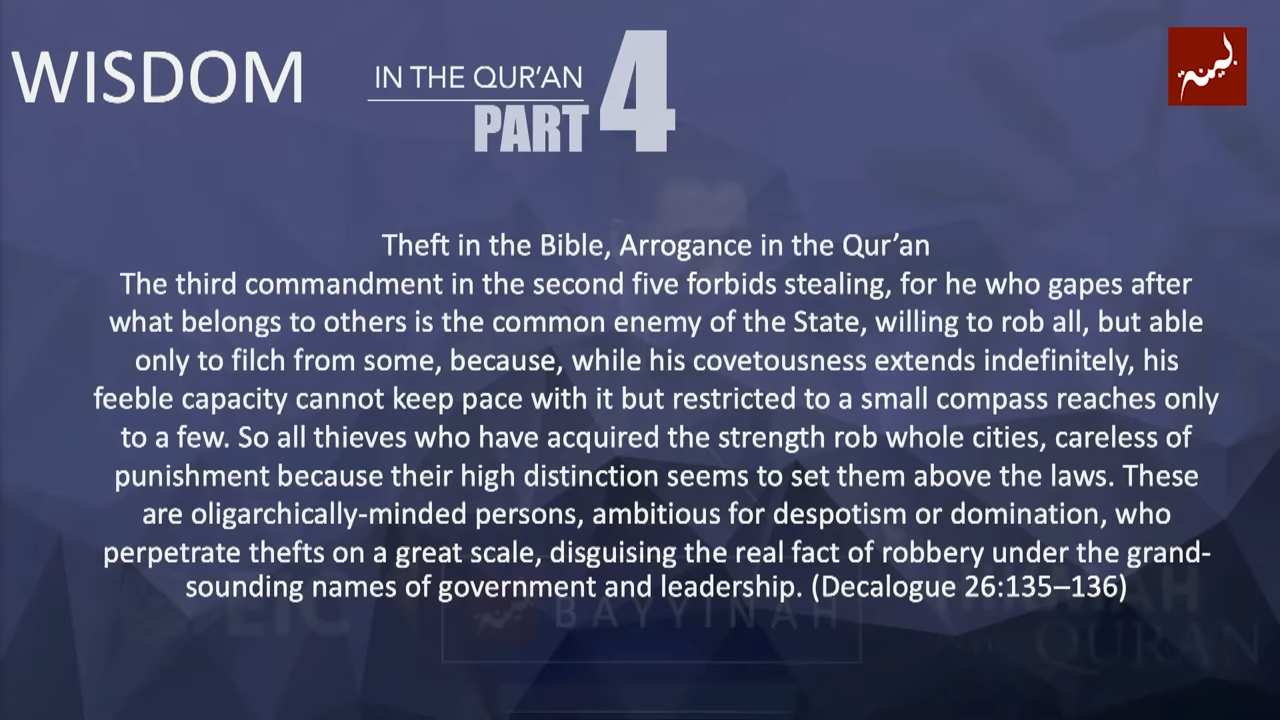 WISDOM
IN THE QUR’AN
PART 4
بينة
Theft in the Bible, Arrogance in the Qur’an
The third commandment in the second five forbids stealing, for he who gapes after
what belongs to others is the common enemy of the State, willing to rob all, but able
only to filch from some, because, while his covetousness extends indefinitely, his
feeble capacity cannot keep pace with it but restricted to a small compass reaches only
to a few. So all thieves who have acquired the strength rob whole cities, careless of
punishment because their high distinction seems to set them above the laws. These
are oligarchically-minded persons, ambitious for despotism or domination, who
perpetrate thefts on a great scale, disguising the real fact of robbery under the grand-
sounding names of government and leadership. (Decalogue 26:135–136)
BAYYINAH
QURAN